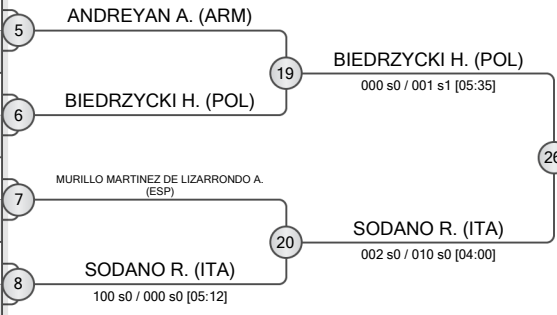 5
ANDREYAN A. (ARM)
19
BIEDRZYCKI H. (POL)
000 s0 / 001 s1 [05:35]
6
BIEDRZYCKI H. (POL)
26
7
MURILLO MARTINEZ DE LIZARRONDO A.
(ESP)
20
SODANO R. (ITA)
002 s0 / 010 s0 [04:00]
8
SODANO R. (ITA)
100 s0 / 000 s0 [05:12]